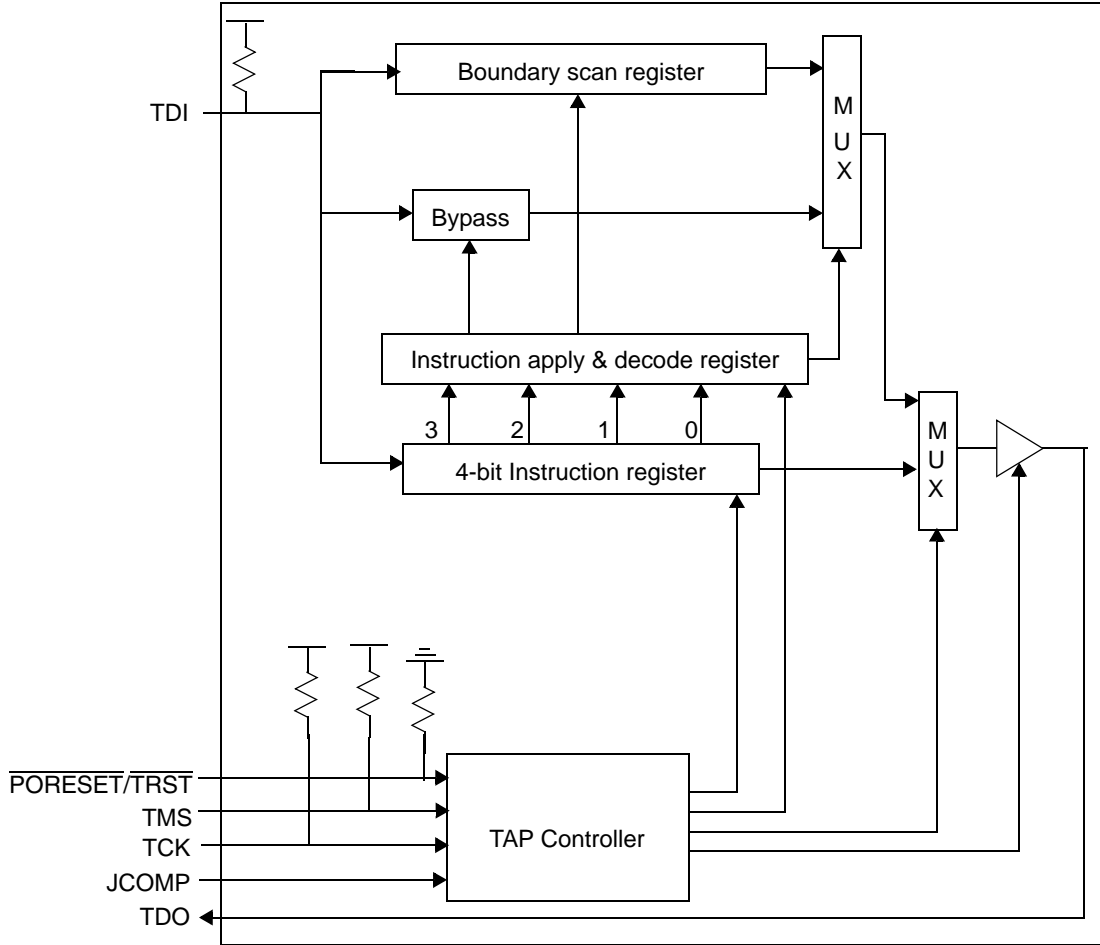 Boundary scan register
TDI
M
U
X
Bypass
Instruction apply & decode register
3 2 1 0
4-bit Instruction register
M
U
X
PORESET/TRST
TMS
TCK
JCOMP
TDO
TAP Controller